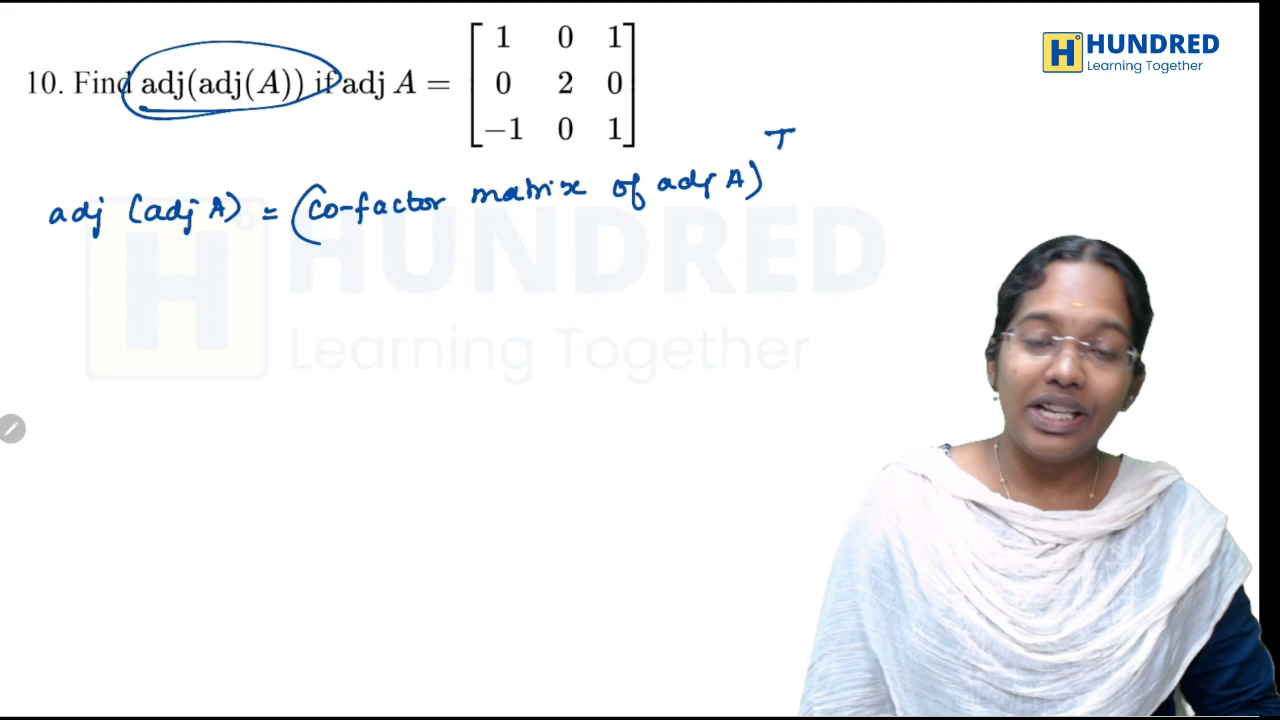 10. Find adj(adj(A)) if adj A = [1 0 1
0 2 0
−1 0 1]
HUNDRED
Learning Together
adj (adj A) = (Co-factor matrix of adj A)^T
H HUNDRED
Learning Together